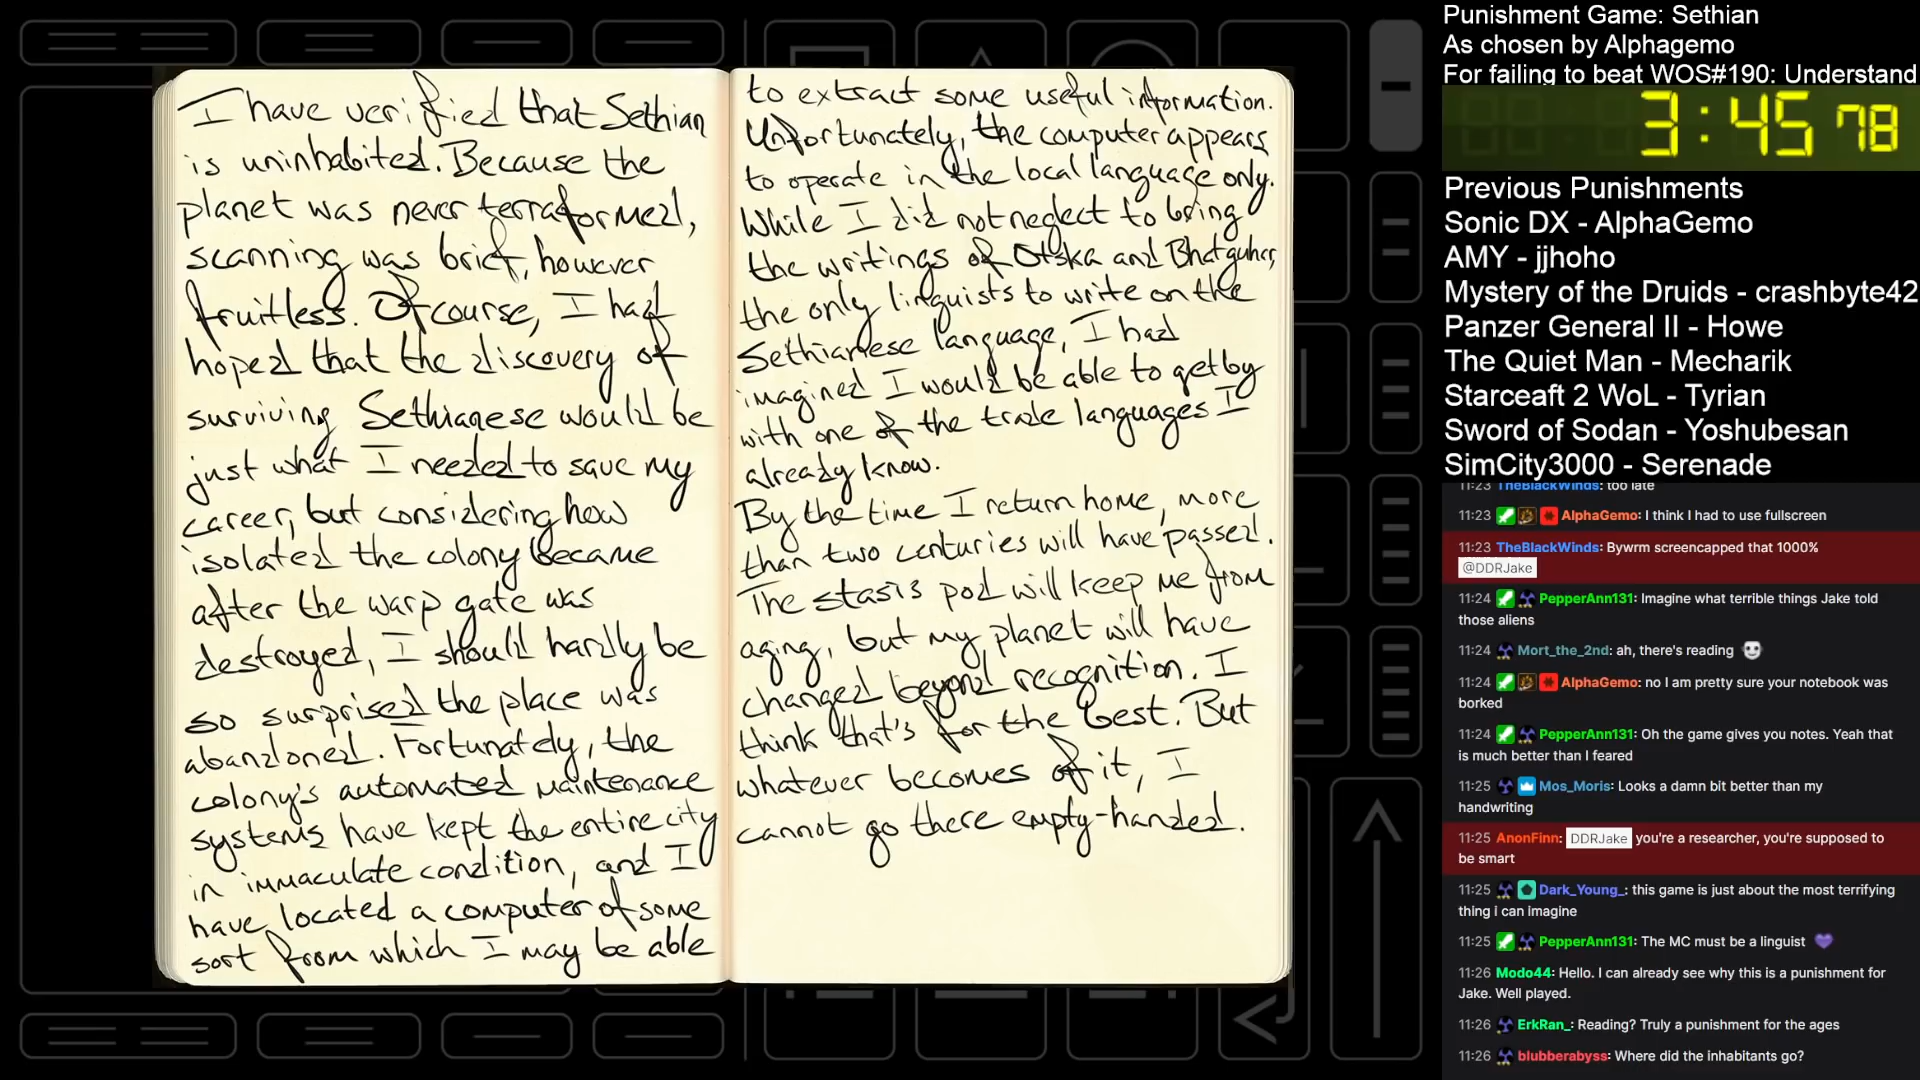 I have verified that Sethian
is uninhabited. Because the
planet was never terraformed,
scanning was brief, however
fruitless. Of course, I had
hoped that the discovery of
surviving Sethianese would be
just what I needed to save my
career, but considering how
isolated the colony became
after the warp gate was
destroyed, I should hardly be
so surprised the place was
abandoned. Fortunately, the
colony's automated maintenance
systems have kept the entire city
in immaculate condition, and I
have located a computer of some
sort from which I may be able
to extract some useful information.
Unfortunately, the computer appears
to operate in the local language only.
While I did not neglect to bring
the writings of Otska and
the only linguists to write on the
Sethianese language, I had
imagined I would be able to get by
with one of the trade languages I
already know.
By the time I return home, more
than two centuries will have passed.
The stasis pod will keep me from
aging, but my planet will have
changed beyond recognition. I
think that's for the best. But
whatever becomes of it, I
cannot go there empty-handed.
Punishment Game: Sethian
As chosen by Alphagemo
For failing to beat WOS#190: Understand
3:45 78
Previous Punishments
Sonic DX - AlphaGemo
AMY - jjhoho
Mystery of the Druids - crashbyte42
Panzer General II - Howe
The Quiet Man - Mecharik
Starceaft 2 WoL - Tyrian
Sword of Sodan - Yoshubesan
SimCity3000 - Serenade
11:23 TheBlackWinds: too late
11:23 AlphaGemo: I think I had to use fullscreen
11:23 TheBlackWinds: Bywrm screencapped that 1000%
@DDRJake
11:24 PepperAnn131: Imagine what terrible things Jake told
those aliens
11:24 Mort_the_2nd: ah, there's reading
11:24 AlphaGemo: no I am pretty sure your notebook was
borked
11:24 PepperAnn131: Oh the game gives you notes. Yeah that
is much better than I feared
11:25 Mos_Moris: Looks a damn bit better than my
handwriting
11:25 AnonFinn: DDRJake you're a researcher, you're supposed to
be smart
11:25 Dark_Young_: this game is just about the most terrifying
thing i can imagine
11:25 PepperAnn131: The MC must be a linguist
11:26 Modo44: Hello. I can already see why this is a punishment for
Jake. Well played.
11:26 ErkRan_: Reading? Truly a punishment for the ages
11:26 blubberabyss: Where did the inhabitants go?